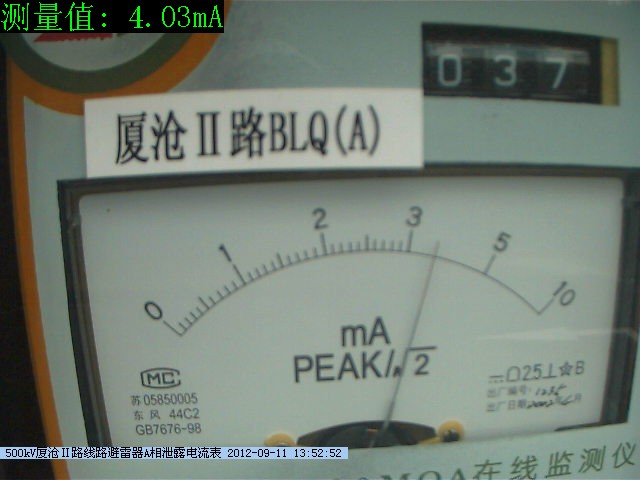 测量值: 4.03mA
037
厦沧Ⅱ路BLQ(A)
0 1 2 3 5 10
mA
PEAK/√2
MC
苏05850005
东风 44C2
GB7676-98
2.5 ⊥ ☆ B
出厂编号:
出厂日期
500kV厦沧Ⅱ路线路避雷器A相泄露电流表 2012-09-11 13:52:52
MOA在线监测仪